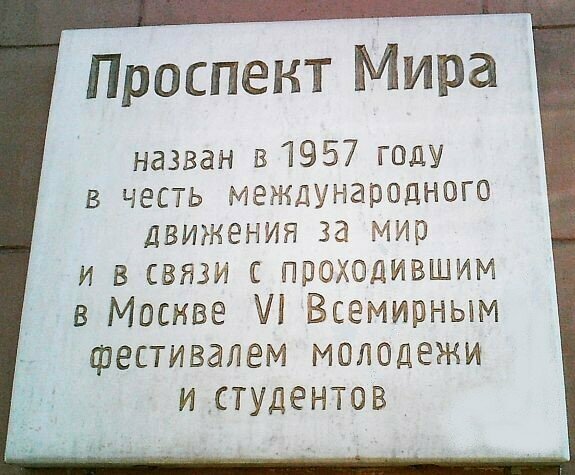 Проспект Мира
назван в 1957 году
в честь международного
движения за мир
и в связи с проходившим
в Москве VI Всемирным
фестивалем молодежи
и студентов